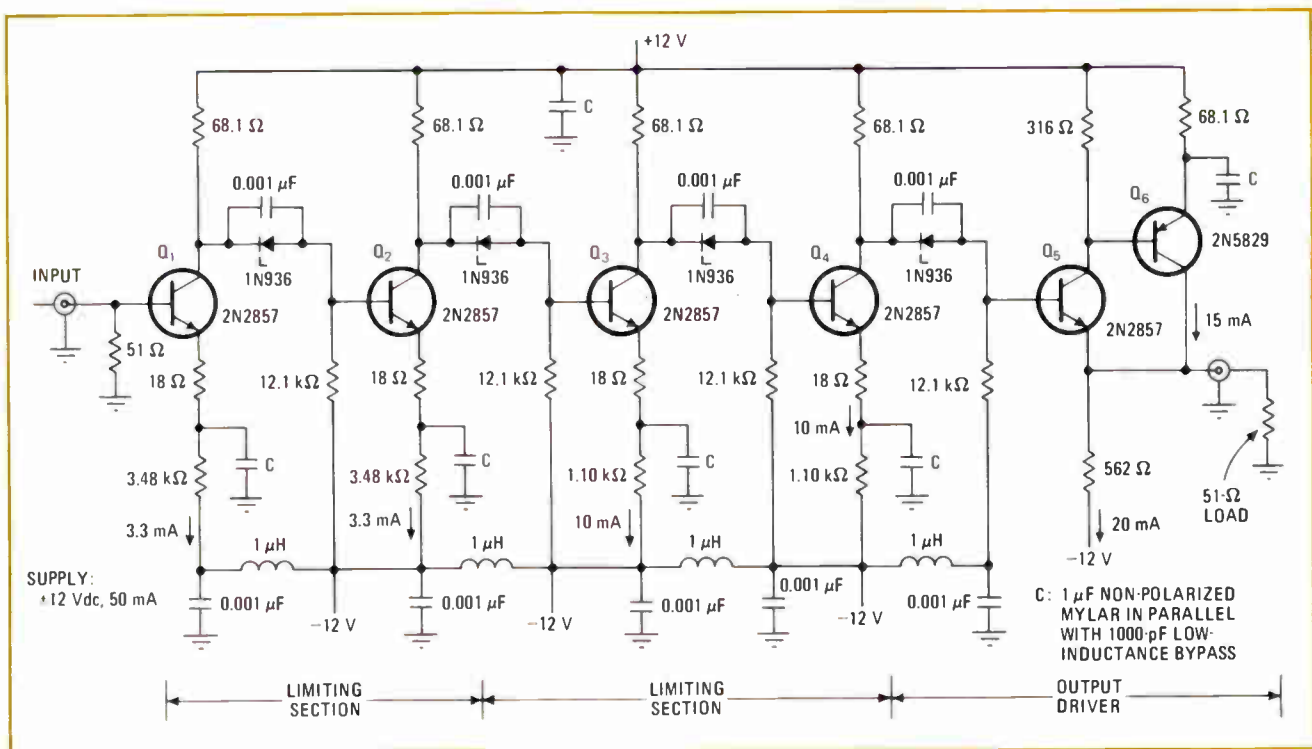 +12 V
68.1 Ω
C
68.1 Ω
68.1 Ω
68.1 Ω
316 Ω
68.1 Ω
0.001 µF
0.001 µF
0.001 µF
0.001 µF
C
Q1
1N936
Q2
1N936
Q3
1N936
Q4
1N936
Q5
Q6
2N5829
INPUT
2N2857
2N2857
2N2857
2N2857
2N2857
15 mA
51 Ω
18 Ω
12.1 kΩ
18 Ω
12.1 kΩ
18 Ω
12.1 kΩ
18 Ω
12.1 kΩ
10 mA
C
C
C
C
3.48 kΩ
3.48 kΩ
1.10 kΩ
1.10 kΩ
562 Ω
51-Ω
LOAD
3.3 mA
1 µH
3.3 mA
1 µH
10 mA
1 µH
1 µH
20 mA
−12 V
SUPPLY:
±12 Vdc, 50 mA
0.001 µF
−12 V
0.001 µF
−12 V
0.001 µF
0.001 µF
−12 V
0.001 µF
C: 1 µF NON-POLARIZED
MYLAR IN PARALLEL
WITH 1000-pF LOW-
INDUCTANCE BYPASS
LIMITING
SECTION
LIMITING
SECTION
OUTPUT
DRIVER